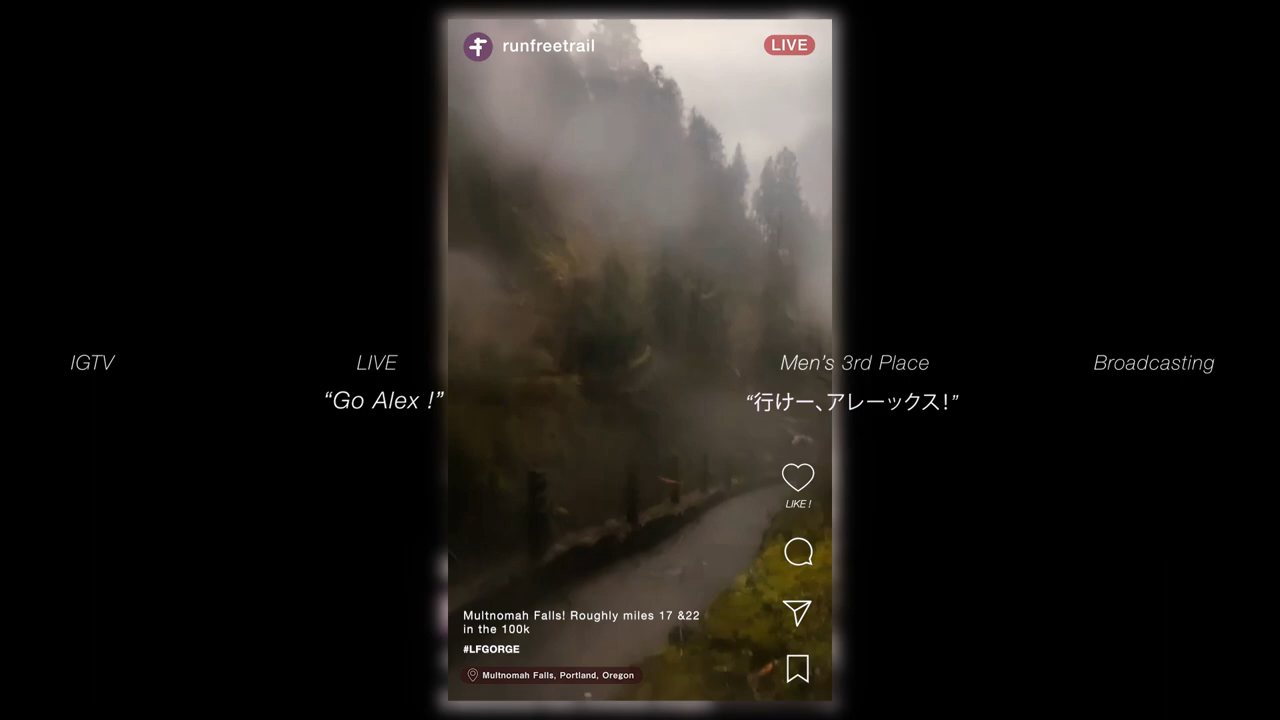 runfreetrail
LIVE
IGTV
LIVE
Men's 3rd Place
Broadcasting
“Go Alex !”
“行けー、アレーックス！”
LIKE !
Multnomah Falls! Roughly miles 17 &22
in the 100k
#LFGORGE
Multnomah Falls, Portland, Oregon